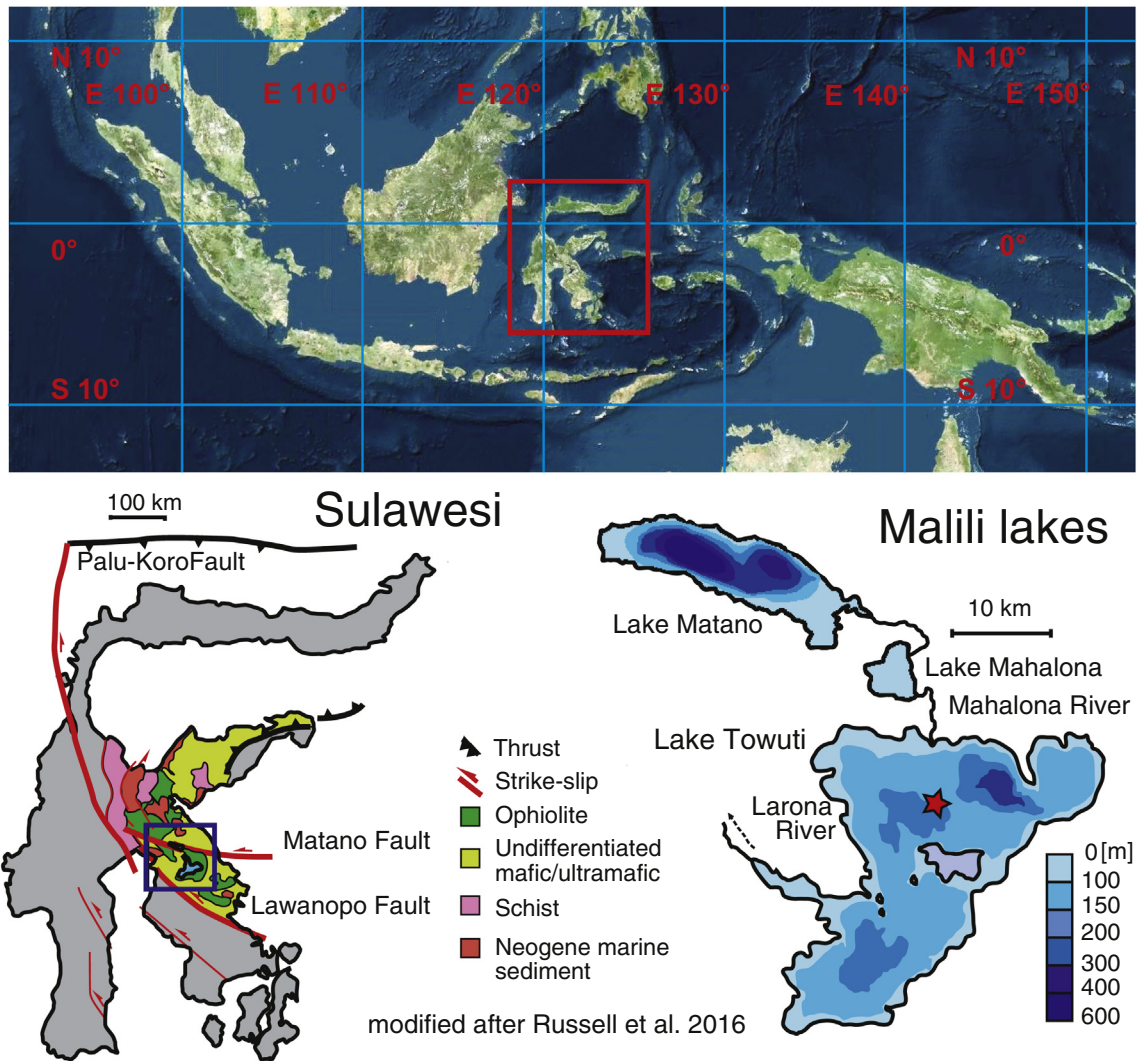 N 10°
N 10°
E 100°
E 110°
E 120°
E 130°
E 140°
E 150°
0°
0°
S 10°
S 10°
100 km
Sulawesi
Palu-KoroFault
Thrust
Strike-slip
Ophiolite
Undifferentiated
mafic/ultramafic
Schist
Neogene marine
sediment
Matano Fault
Lawanopo Fault
Malili lakes
10 km
Lake Matano
Lake Mahalona
Mahalona River
Lake Towuti
Larona
River
0 [m]
100
150
200
300
400
600
modified after Russell et al. 2016